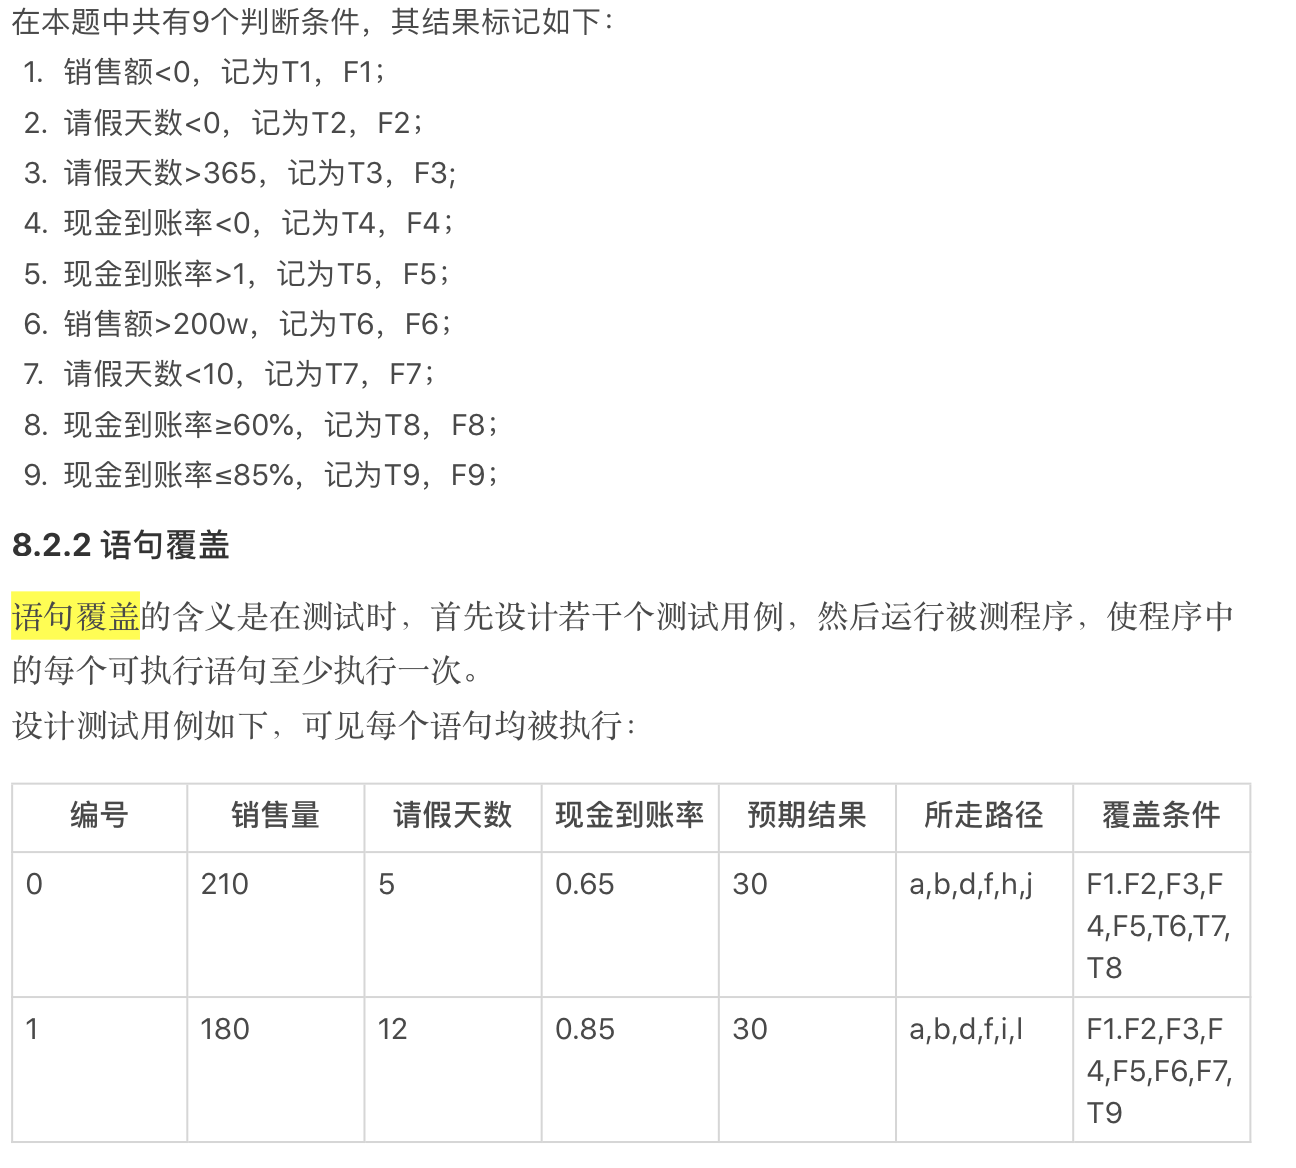 在本题中共有9个判断条件，其结果标记如下：
1. 销售额<0，记为T1，F1；
2. 请假天数<0，记为T2，F2；
3. 请假天数>365，记为T3，F3;
4. 现金到账率<0，记为T4，F4；
5. 现金到账率>1，记为T5，F5；
6. 销售额>200w，记为T6，F6；
7. 请假天数<10，记为T7，F7；
8. 现金到账率≥60%，记为T8，F8；
9. 现金到账率≤85%，记为T9，F9；
8.2.2 语句覆盖
语句覆盖的含义是在测试时，首先设计若干个测试用例，然后运行被测程序，使程序中
的每个可执行语句至少执行一次。
设计测试用例如下，可见每个语句均被执行：
编号 销售量 请假天数 现金到账率 预期结果 所走路径 覆盖条件
0 210 5 0.65 30 a,b,d,f,h,j F1.F2,F3,F
4,F5,T6,T7,
T8
1 180 12 0.85 30 a,b,d,f,i,l F1.F2,F3,F
4,F5,F6,F7,
T9